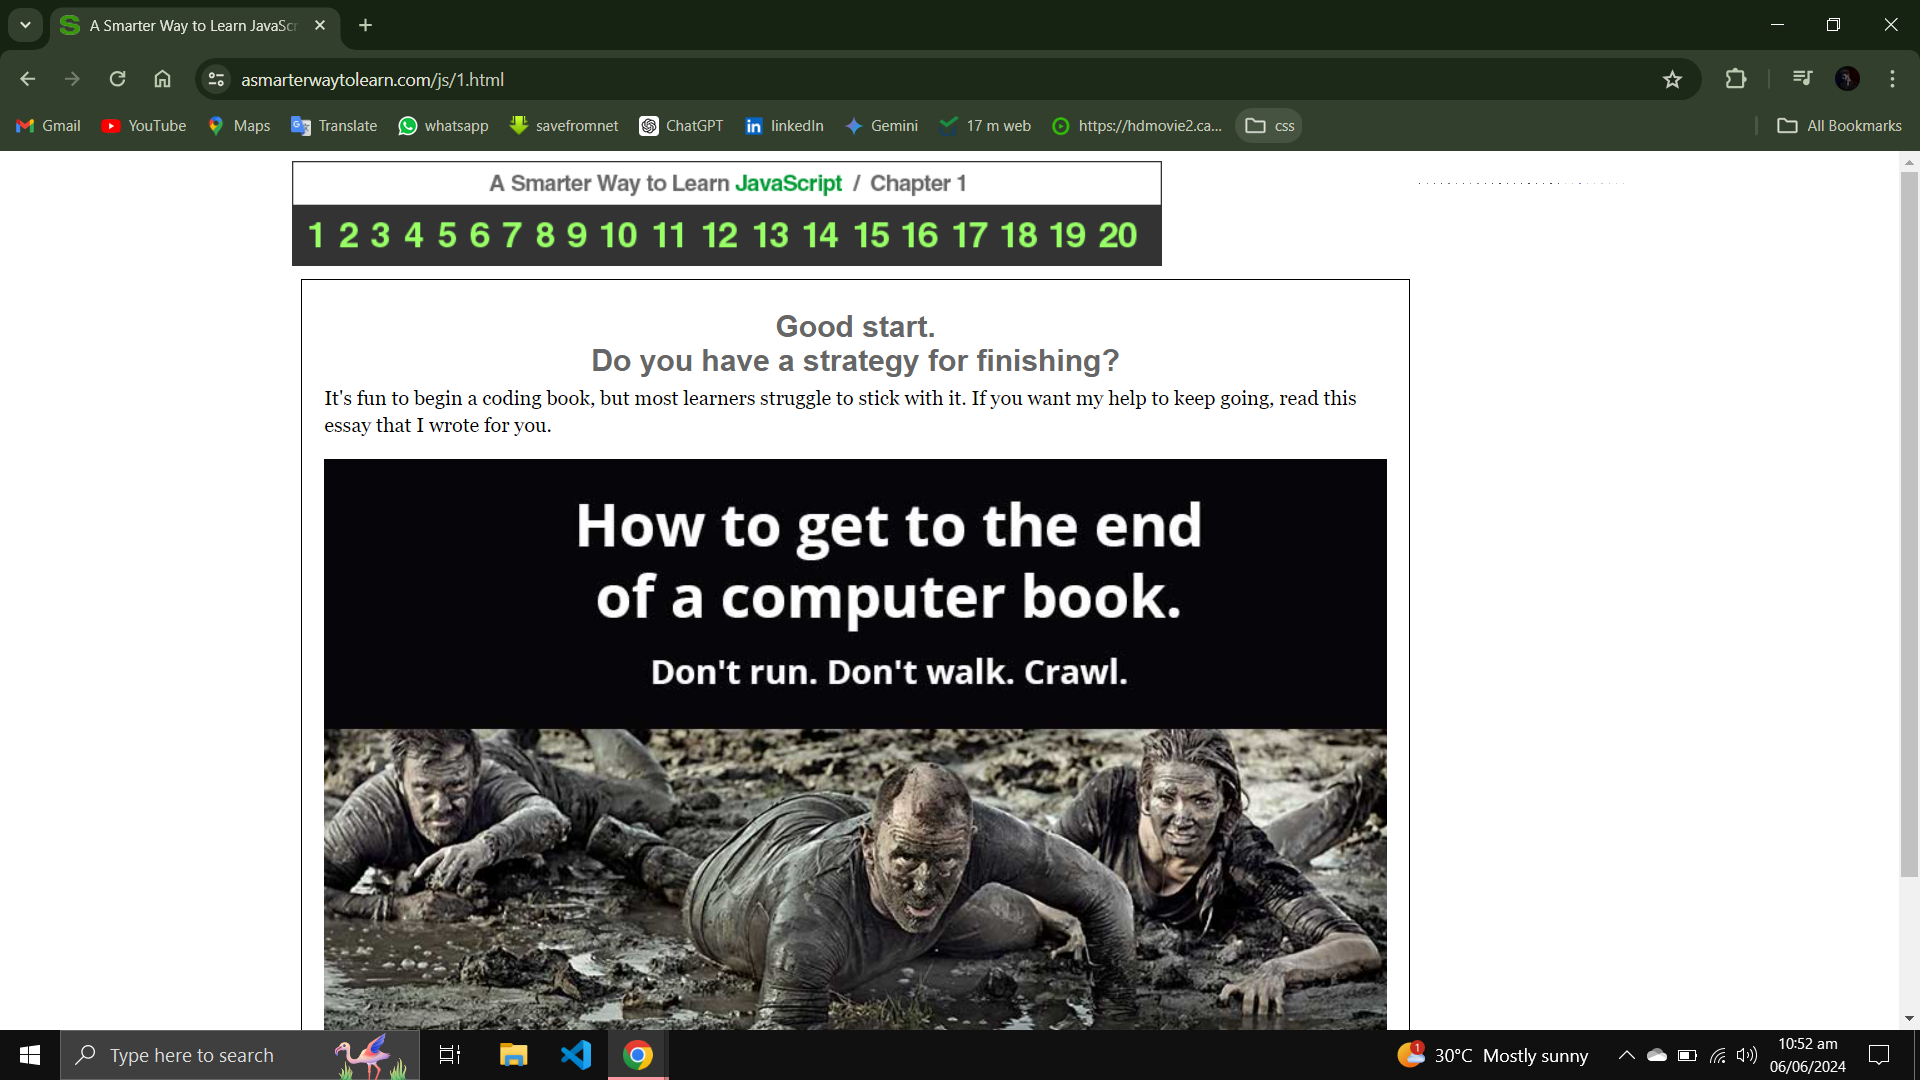 A Smarter Way to Learn JavaScr
asmarterwaytolearn.com/js/1.html
Gmail YouTube Maps Translate whatsapp savefromnet ChatGPT linkedIn Gemini 17 m web https://hdmovie2.ca... css All Bookmarks
A Smarter Way to Learn JavaScript / Chapter 1
1 2 3 4 5 6 7 8 9 10 11 12 13 14 15 16 17 18 19 20
Good start.
Do you have a strategy for finishing?
It's fun to begin a coding book, but most learners struggle to stick with it. If you want my help to keep going, read this
essay that I wrote for you.
How to get to the end
of a computer book.
Don't run. Don't walk. Crawl.
Type here to search
1
30°C Mostly sunny
10:52 am
06/06/2024